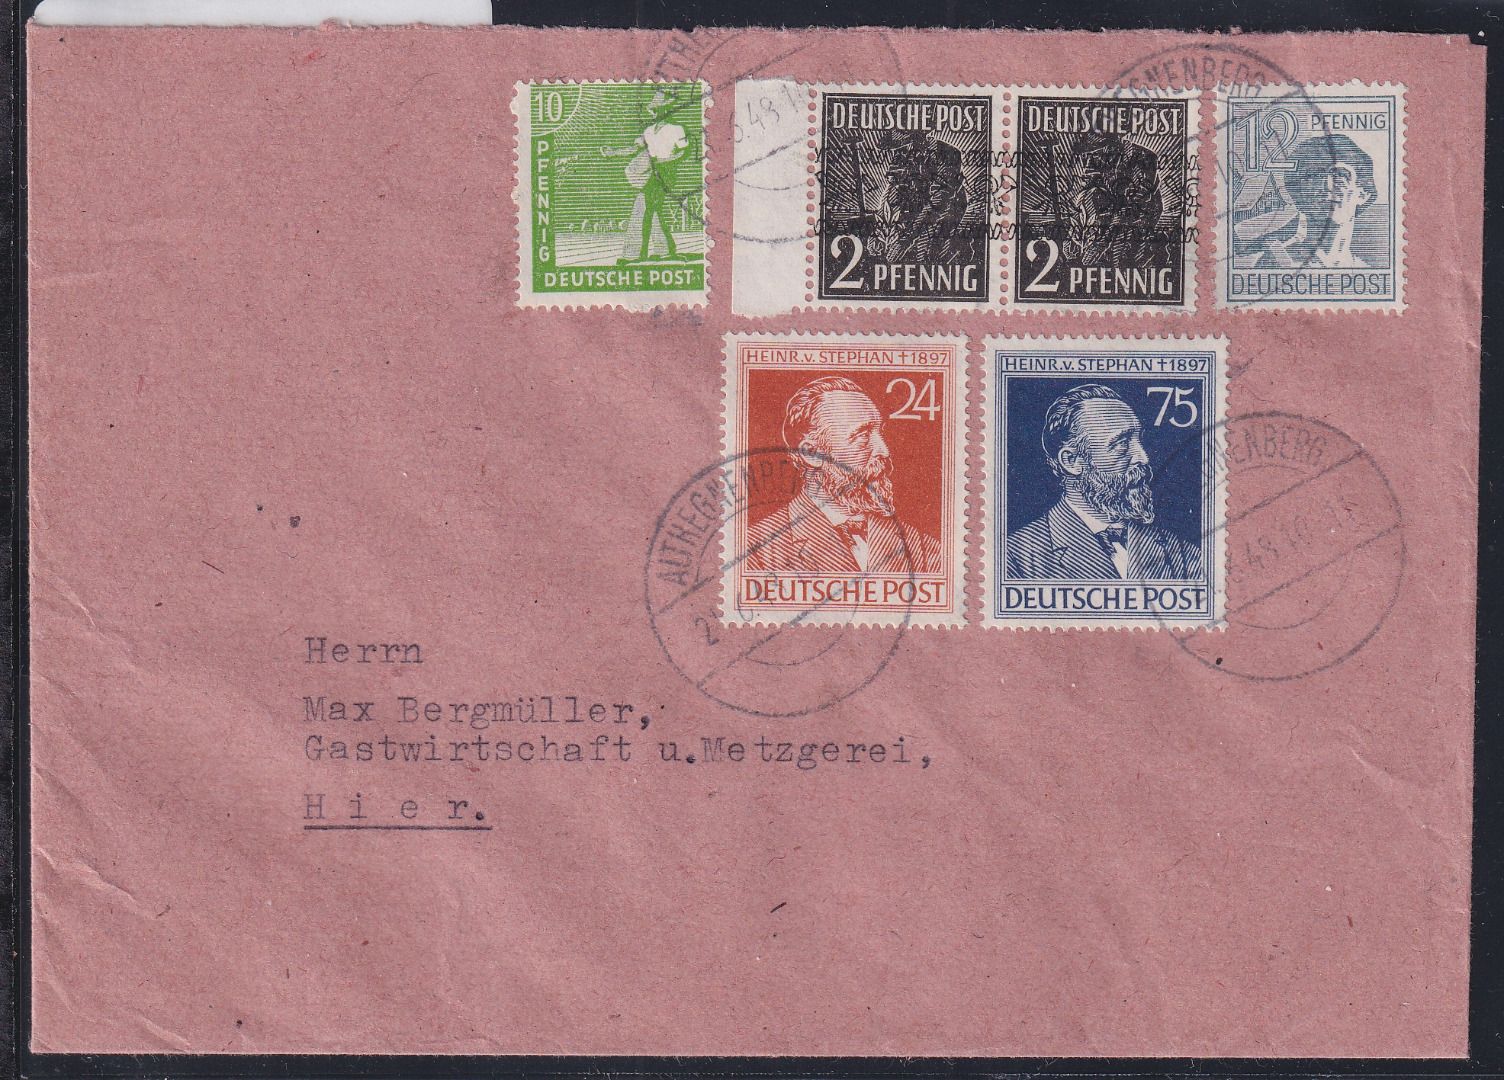 10
PFENNIG
DEUTSCHE POST
DEUTSCHE POST
2 PFENNIG
DEUTSCHE POST
2 PFENNIG
12 PFENNIG
DEUTSCHE POST
HEINR.v. STEPHAN †1897
24
DEUTSCHE POST
HEINR.v. STEPHAN †1897
75
DEUTSCHE POST
ALTHEGNENBERG
Herrn
Max Bergmüller,
Gastwirtschaft u.Metzgerei,
H i e r.